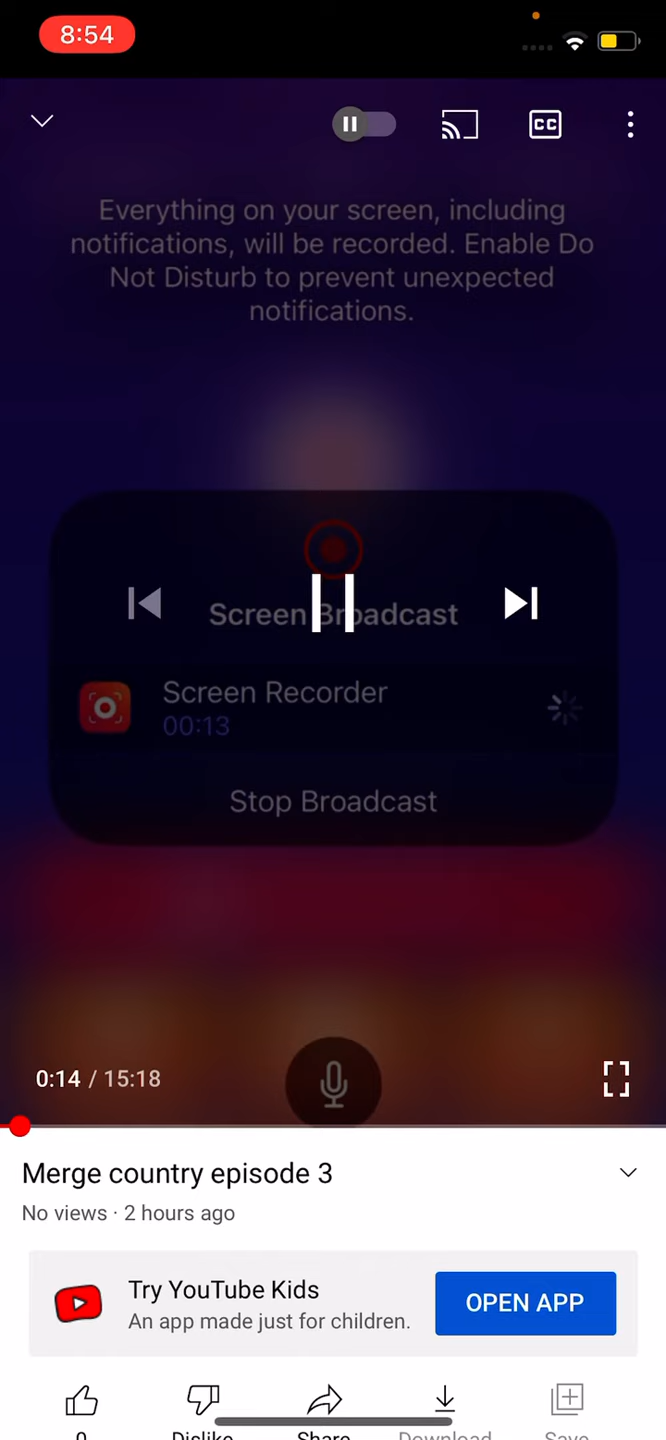 8:54
CC
Everything on your screen, including
notifications, will be recorded. Enable Do
Not Disturb to prevent unexpected
notifications.
Screen Broadcast
Screen Recorder
00:13
Stop Broadcast
0:14 / 15:18
Merge country episode 3
No views · 2 hours ago
Try YouTube Kids
An app made just for children.
OPEN APP
0 Dislike Share Download Save